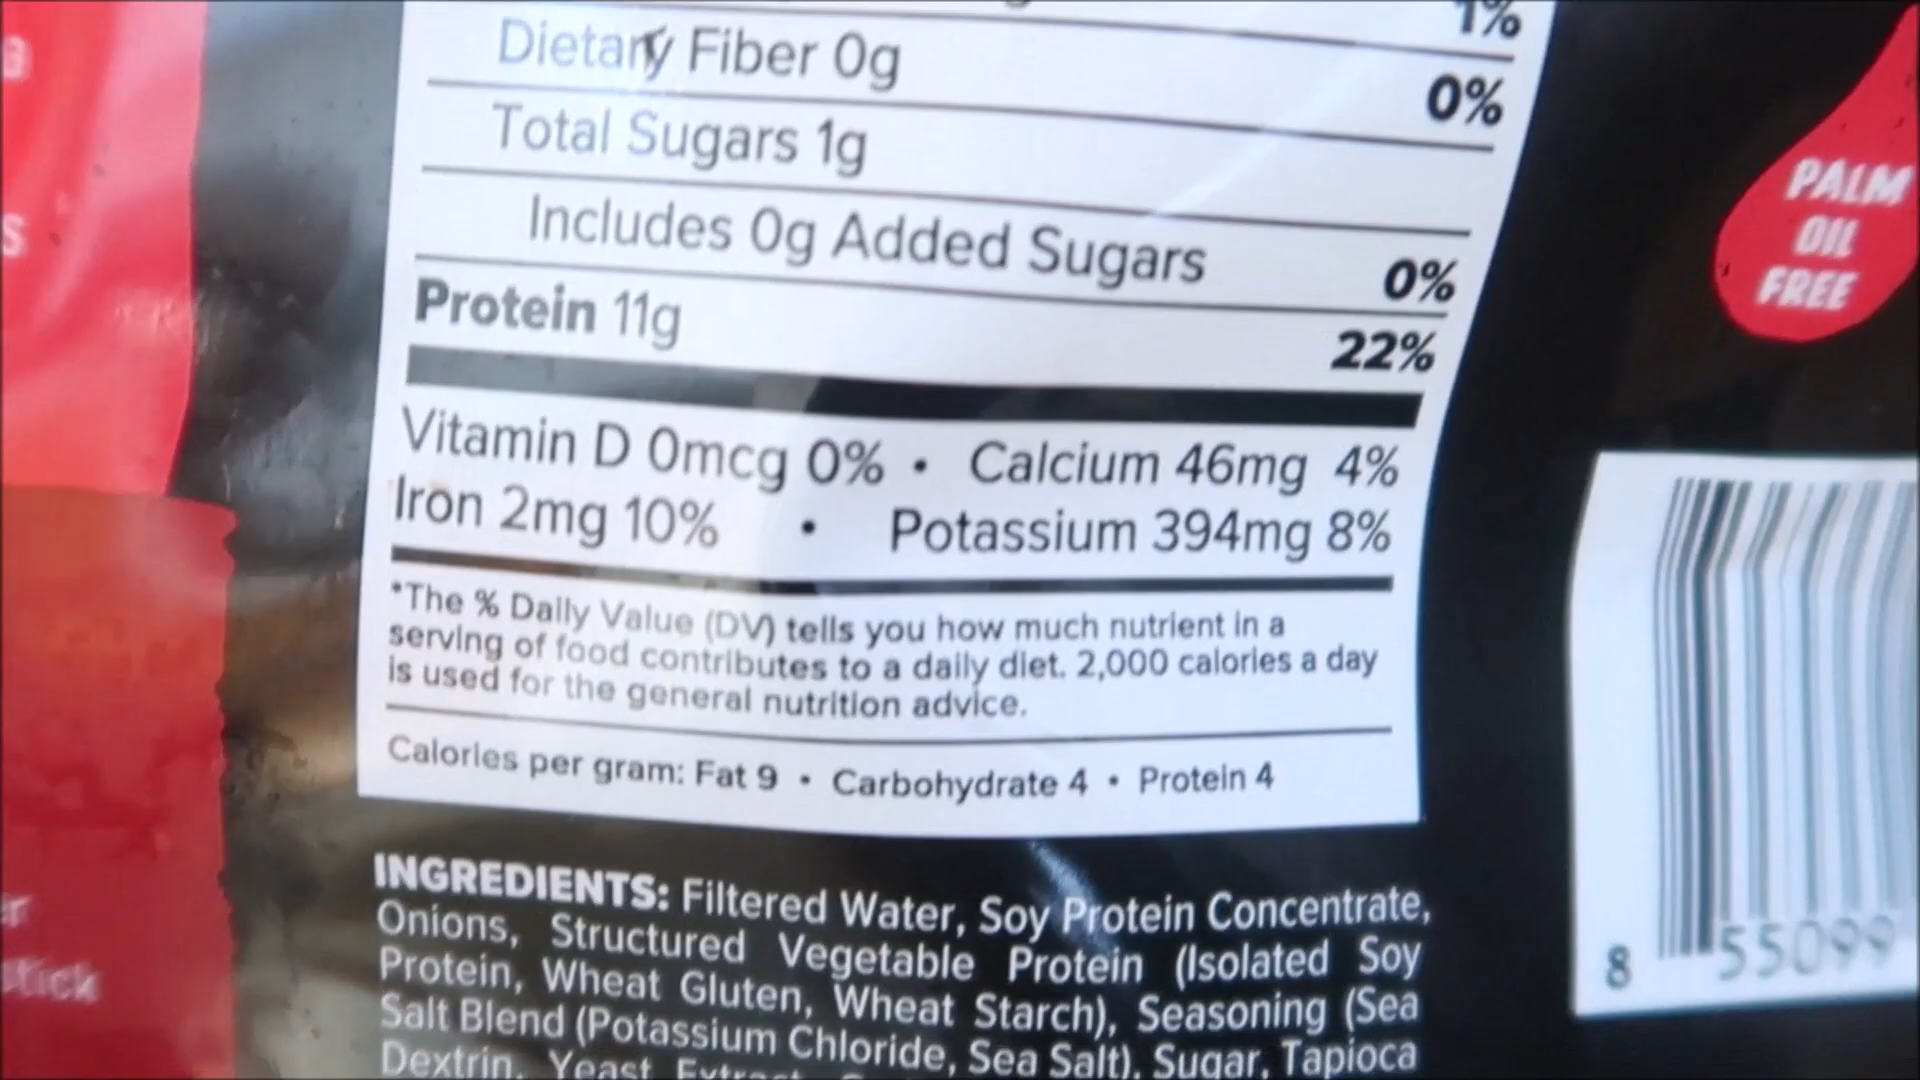 1%
Dietary Fiber 0g 0%
Total Sugars 1g
Includes 0g Added Sugars 0%
Protein 11g 22%
Vitamin D 0mcg 0% • Calcium 46mg 4%
Iron 2mg 10% • Potassium 394mg 8%
*The % Daily Value (DV) tells you how much nutrient in a
serving of food contributes to a daily diet. 2,000 calories a day
is used for the general nutrition advice.
Calories per gram: Fat 9 • Carbohydrate 4 • Protein 4
INGREDIENTS: Filtered Water, Soy Protein Concentrate,
Onions, Structured Vegetable Protein (Isolated Soy
Protein, Wheat Gluten, Wheat Starch), Seasoning (Sea
Salt Blend (Potassium Chloride, Sea Salt), Sugar, Tapioca
Dextrin, Yeast
PALM
OIL
FREE
8 55099